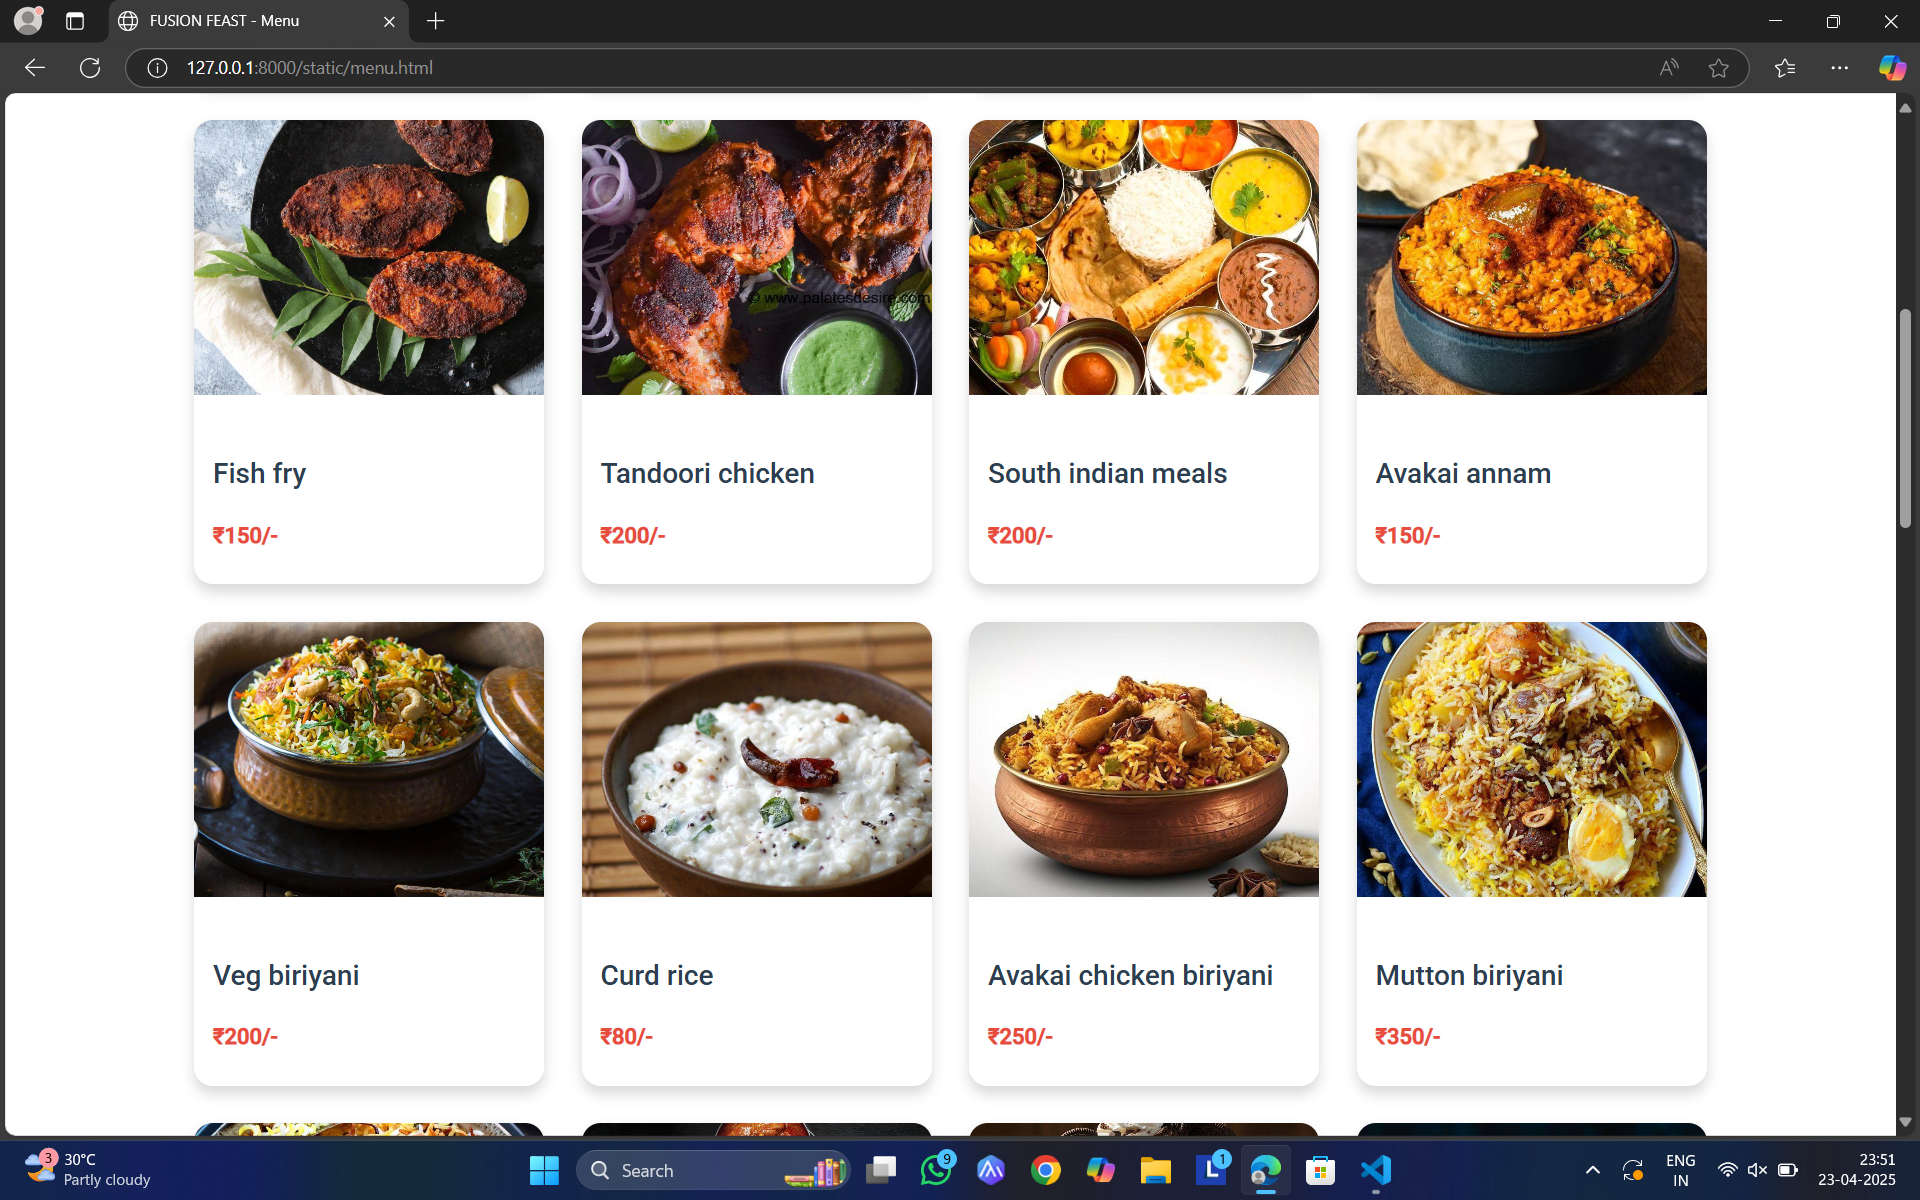 FUSION FEAST - Menu
127.0.0.1:8000/static/menu.html
© www.palatesdesire.com
Fish fry
Tandoori chicken
South indian meals
Avakai annam
₹150/-
₹200/-
₹200/-
₹150/-
Veg biriyani
Curd rice
Avakai chicken biriyani
Mutton biriyani
₹200/-
₹80/-
₹250/-
₹350/-
3
30°C
Partly cloudy
Search
9
1
ENG
IN
23:51
23-04-2025